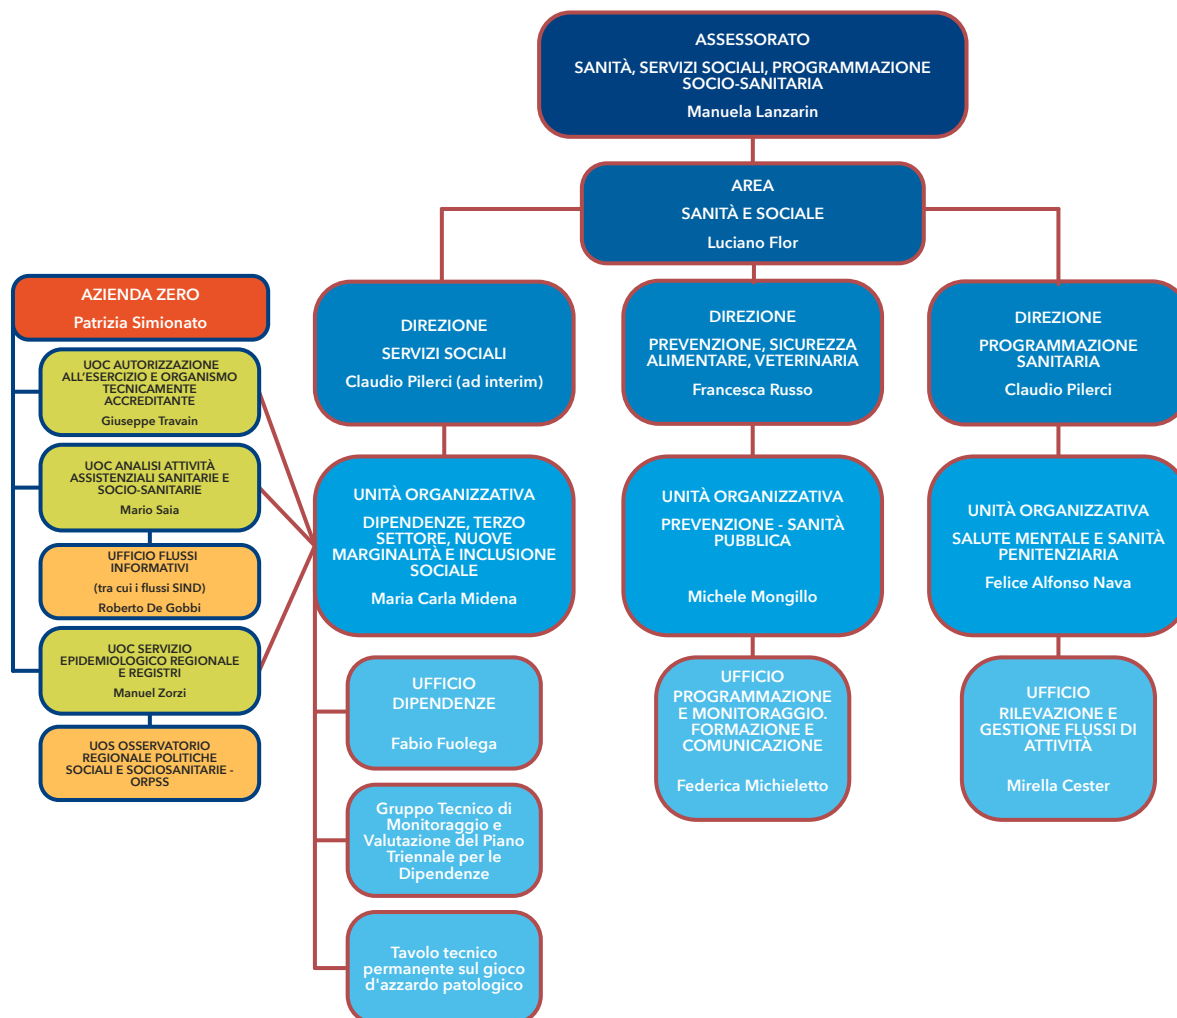 ASSESSORATO
SANITÀ, SERVIZI SOCIALI, PROGRAMMAZIONE
SOCIO-SANITARIA
Manuela Lanzarin
AREA
SANITÀ E SOCIALE
Luciano Flor
AZIENDA ZERO
Patrizia Simionato
UOC AUTORIZZAZIONE
ALL'ESERCIZIO E ORGANISMO
TECNICAMENTE
ACCREDITANTE
Giuseppe Travain
UOC ANALISI ATTIVITÀ
ASSISTENZIALI SANITARIE E
SOCIO-SANITARIE
Mario Saia
UFFICIO FLUSSI
INFORMATIVI
(tra cui i flussi SIND)
Roberto De Gobbi
UOC SERVIZIO
EPIDEMIOLOGICO REGIONALE
E REGISTRI
Manuel Zorzi
UOS OSSERVATORIO
REGIONALE POLITICHE
SOCIALI E SOCIOSANITARIE -
ORPSS
DIREZIONE
SERVIZI SOCIALI
Claudio Pilerci (ad interim)
UNITÀ ORGANIZZATIVA
DIPENDENZE, TERZO
SETTORE, NUOVE
MARGINALITÀ E INCLUSIONE
SOCIALE
Maria Carla Midena
UFFICIO
DIPENDENZE
Fabio Fuolega
Gruppo Tecnico di
Monitoraggio e
Valutazione del Piano
Triennale per le
Dipendenze
Tavolo tecnico
permanente sul gioco
d'azzardo patologico
DIREZIONE
PREVENZIONE, SICUREZZA
ALIMENTARE, VETERINARIA
Francesca Russo
UNITÀ ORGANIZZATIVA
PREVENZIONE - SANITÀ
PUBBLICA
Michele Mongillo
UFFICIO
PROGRAMMAZIONE
E MONITORAGGIO.
FORMAZIONE E
COMUNICAZIONE
Federica Michieletto
DIREZIONE
PROGRAMMAZIONE
SANITARIA
Claudio Pilerci
UNITÀ ORGANIZZATIVA
SALUTE MENTALE E SANITÀ
PENITENZIARIA
Felice Alfonso Nava
UFFICIO
RILEVAZIONE E
GESTIONE FLUSSI DI
ATTIVITÀ
Mirella Cester